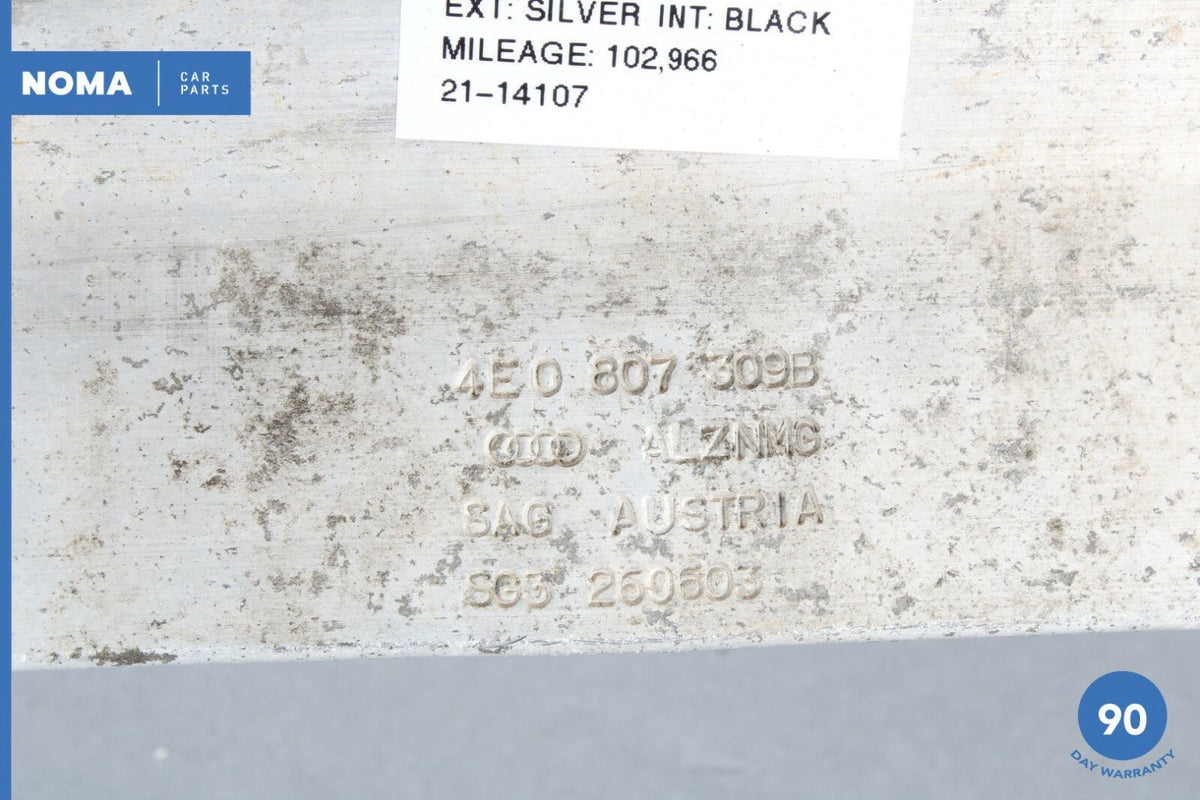 EXT: SILVER INT: BLACK
MILEAGE: 102,966
21-14107
NOMA
CAR
PARTS
4E0 807 309B
ALZNMG
SAG AUSTRIA
SG3 260603
90
DAY WARRANTY